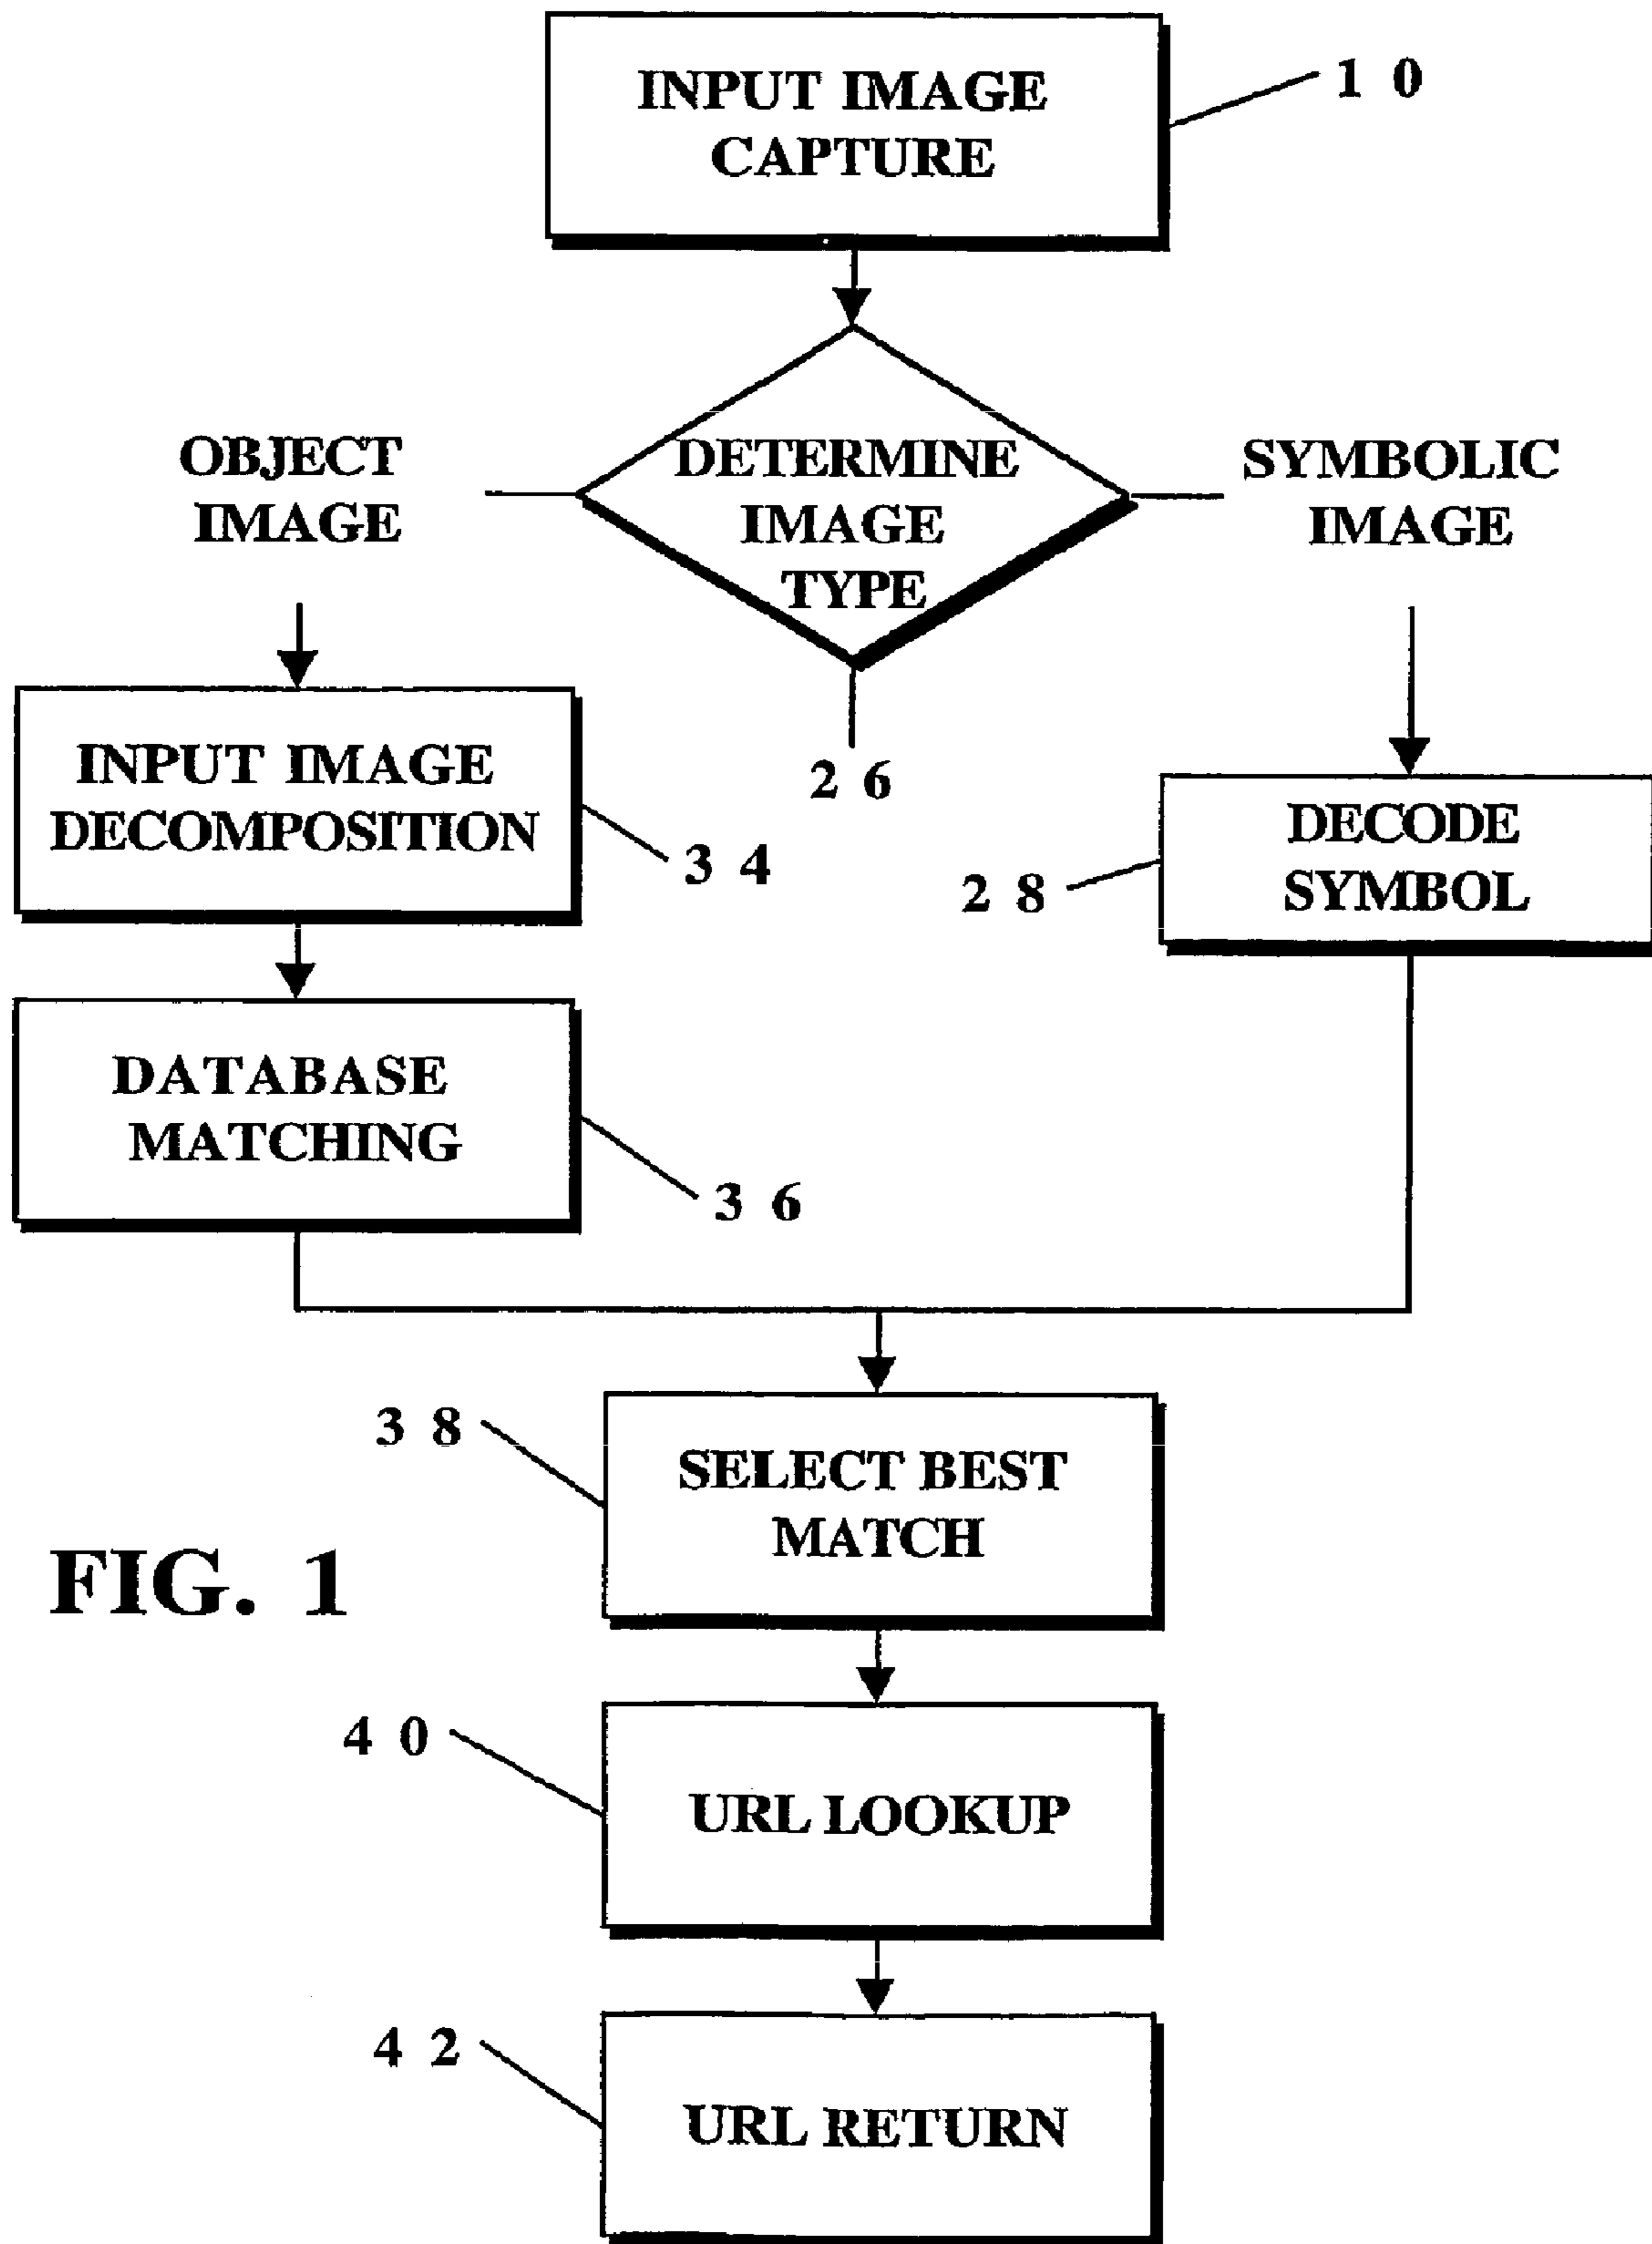 INPUT IMAGE
CAPTURE
1 0
OBJECT
IMAGE
DETERMINE
IMAGE
TYPE
SYMBOLIC
IMAGE
2 6
INPUT IMAGE
DECOMPOSITION
3 4
2 8
DECODE
SYMBOL
DATABASE
MATCHING
3 6
3 8
SELECT BEST
MATCH
FIG. 1
4 0
URL LOOKUP
4 2
URL RETURN